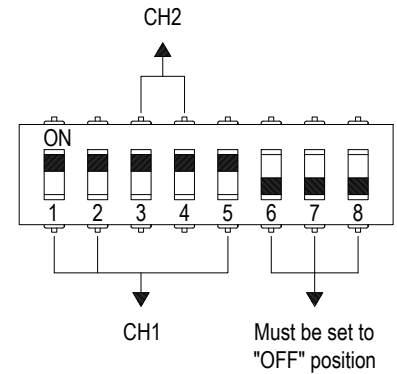 CH2
ON
1 2 3 4 5 6 7 8
CH1
Must be set to
"OFF" position